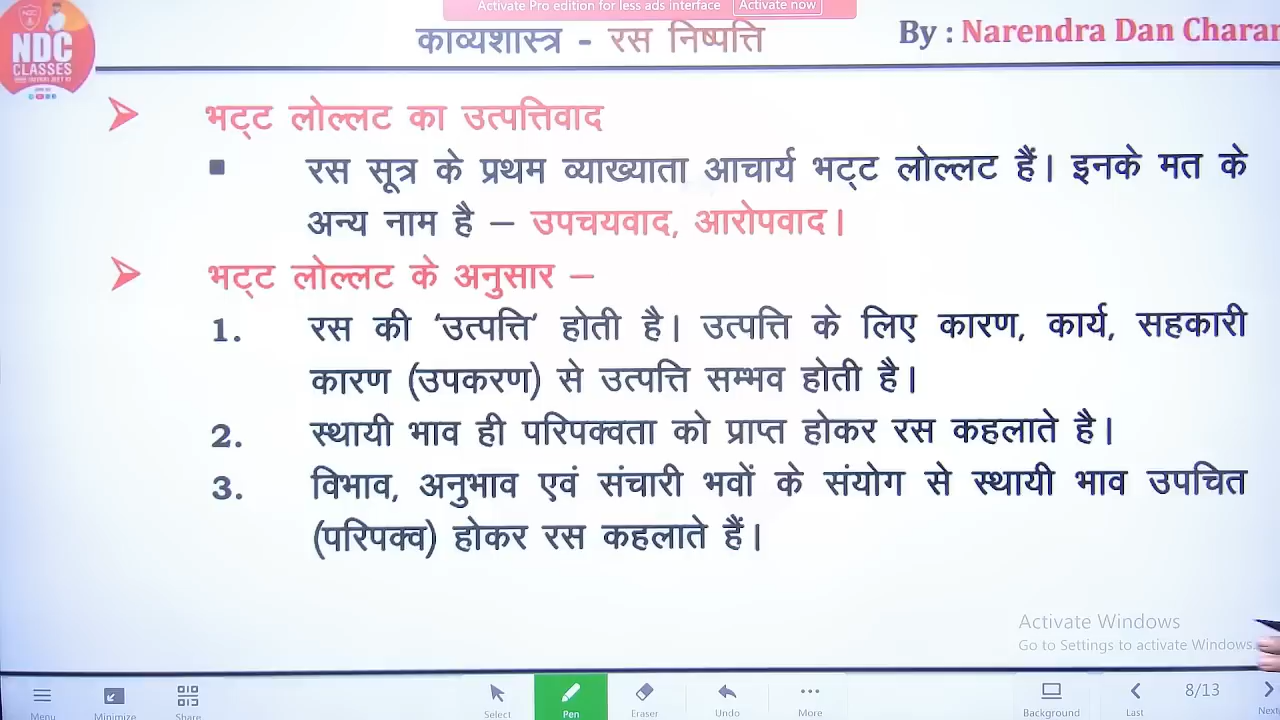 Activate Pro edition for less ads interface Activate now
काव्यशास्त्र - रस निष्पत्ति
By : Narendra Dan Charan
NDC
CLASSES
भट्ट लोल्लट का उत्पत्तिवाद
रस सूत्र के प्रथम व्याख्याता आचार्य भट्ट लोल्लट हैं। इनके मत के
अन्य नाम है – उपचयवाद, आरोपवाद।
भट्ट लोल्लट के अनुसार –
1. रस की ‘उत्पत्ति’ होती है। उत्पत्ति के लिए कारण, कार्य, सहकारी
कारण (उपकरण) से उत्पत्ति सम्भव होती है।
2. स्थायी भाव ही परिपक्वता को प्राप्त होकर रस कहलाते है।
3. विभाव, अनुभाव एवं संचारी भवों के संयोग से स्थायी भाव उपचित
(परिपक्व) होकर रस कहलाते हैं।
Activate Windows
Go to Settings to activate Windows.
Menu Minimize Share Select Pen Eraser Undo More Background Last 8/13 Next